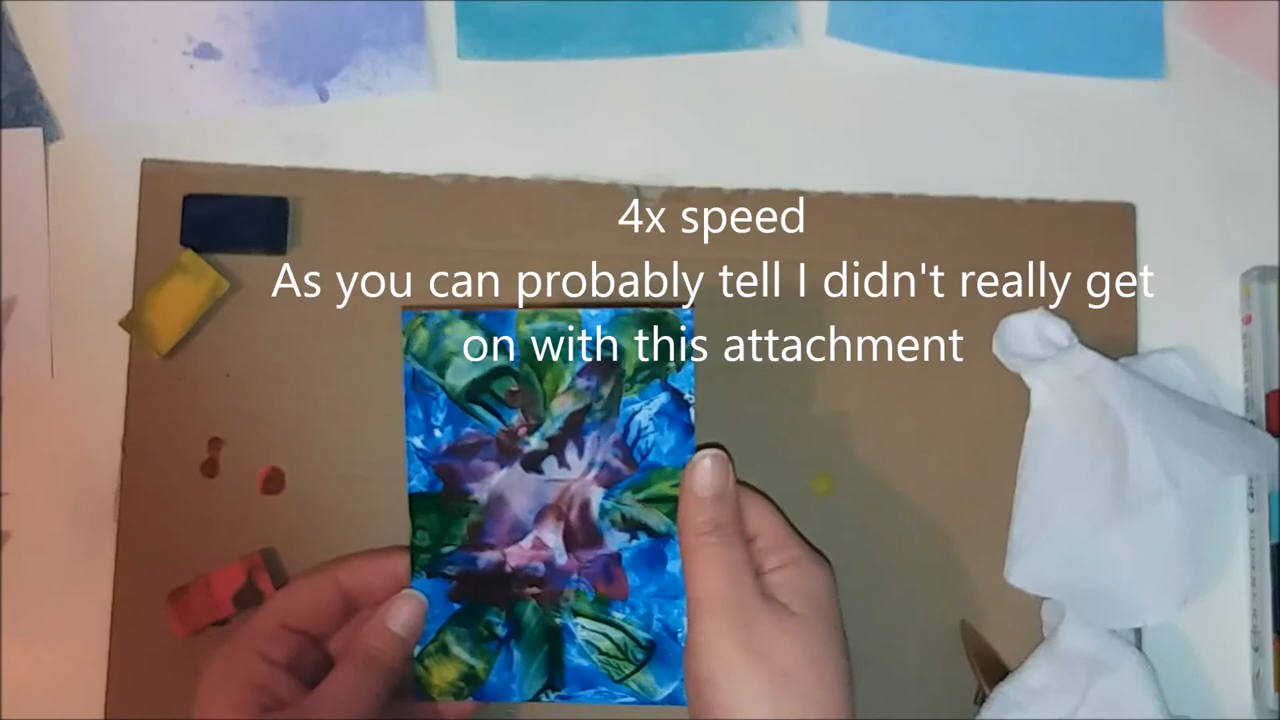 4x speed
As you can probably tell I didn't really get
on with this attachment